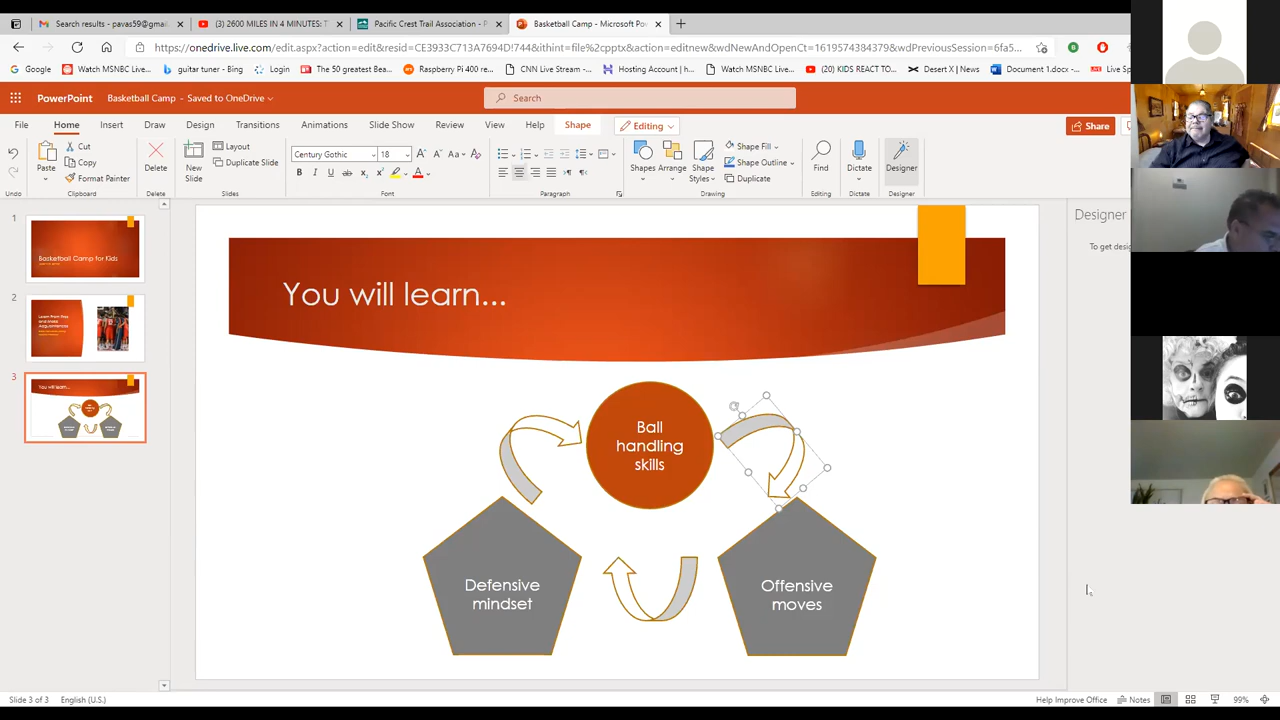 Search results - pavas59@gmai
(3) 2600 MILES IN 4 MINUTES: T
Pacific Crest Trail Association - P
Basketball Camp - Microsoft Pow
https://onedrive.live.com/edit.aspx?action=edit&resid=CE3933C713A7694D!744&ithint=file%2cpptx&action=editnew&wdNewAndOpenCt=1619574384379&wdPreviousSession=6fa5...
Google
Watch MSNBC Live...
guitar tuner - Bing
Login
The 50 greatest Bea...
Raspberry Pi 400 re...
CNN Live Stream -...
Hosting Account | h...
Watch MSNBC Live...
(20) KIDS REACT TO...
Desert X | News
Document 1.docx -...
Live Sp
PowerPoint
Basketball Camp - Saved to OneDrive
Search
File Home Insert Draw Design Transitions Animations Slide Show Review View Help Shape Editing Share
Paste
Cut
Copy
Format Painter
Delete
New
Slide
Layout
Duplicate Slide
Century Gothic 18
Shapes
Arrange
Shape
Styles
Shape Fill
Shape Outline
Duplicate
Find
Dictate
Designer
Undo Clipboard Delete Slides Font Paragraph Drawing Editing Dictate Designer
1
Basketball Camp for Kids
2
Learn From Pros
3
You will learn...
You will learn...
Ball
handling
skills
Defensive
mindset
Offensive
moves
Designer
To get desig
Slide 3 of 3 English (U.S.)
Help Improve Office Notes 99%